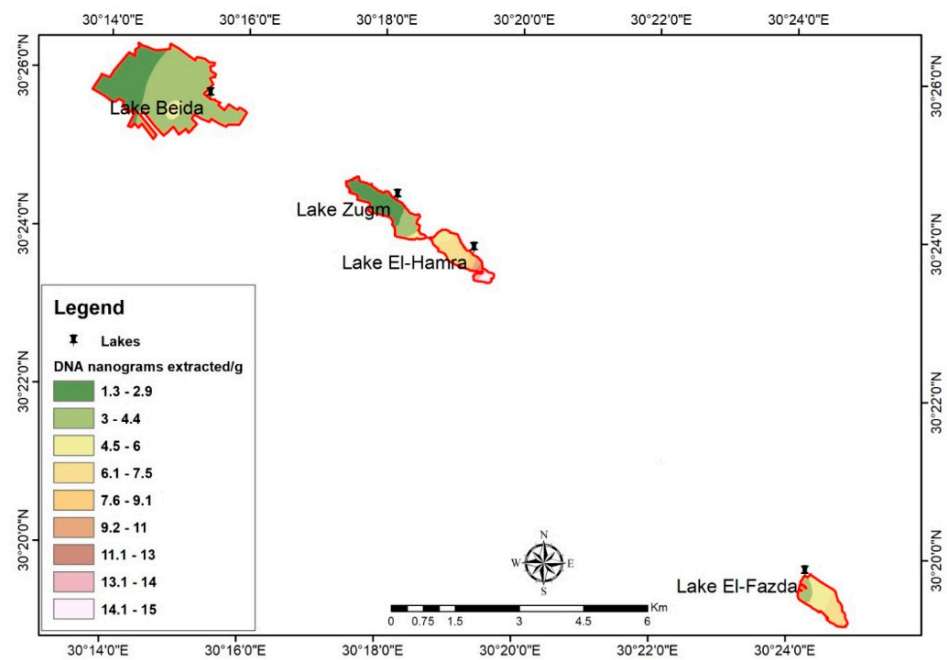 30°14'0"E 30°16'0"E 30°18'0"E 30°20'0"E 30°22'0"E 30°24'0"E
30°26'0"N
30°26'0"N
Lake Beida
Lake Zugm
30°24'0"N
30°24'0"N
Lake El-Hamra
Legend
Lakes
DNA nanograms extracted/g
1.3 - 2.9
3 - 4.4
4.5 - 6
6.1 - 7.5
7.6 - 9.1
9.2 - 11
11.1 - 13
13.1 - 14
14.1 - 15
30°22'0"N
30°22'0"N
30°20'0"N
30°20'0"N
N
W E
S
Lake El-Fazda
Km
0 0.75 1.5 3 4.5 6
30°14'0"E 30°16'0"E 30°18'0"E 30°20'0"E 30°22'0"E 30°24'0"E